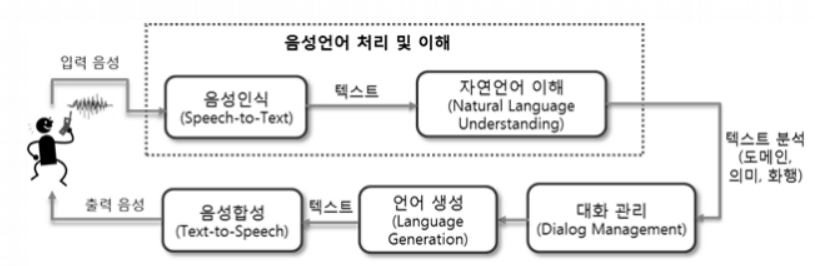 음성언어 처리 및 이해
입력 음성
음성인식
(Speech-to-Text)
텍스트
자연언어 이해
(Natural Language
Understanding)
텍스트 분석
(도메인,
의미, 화행)
대화 관리
(Dialog Management)
언어 생성
(Language
Generation)
텍스트
음성합성
(Text-to-Speech)
출력 음성